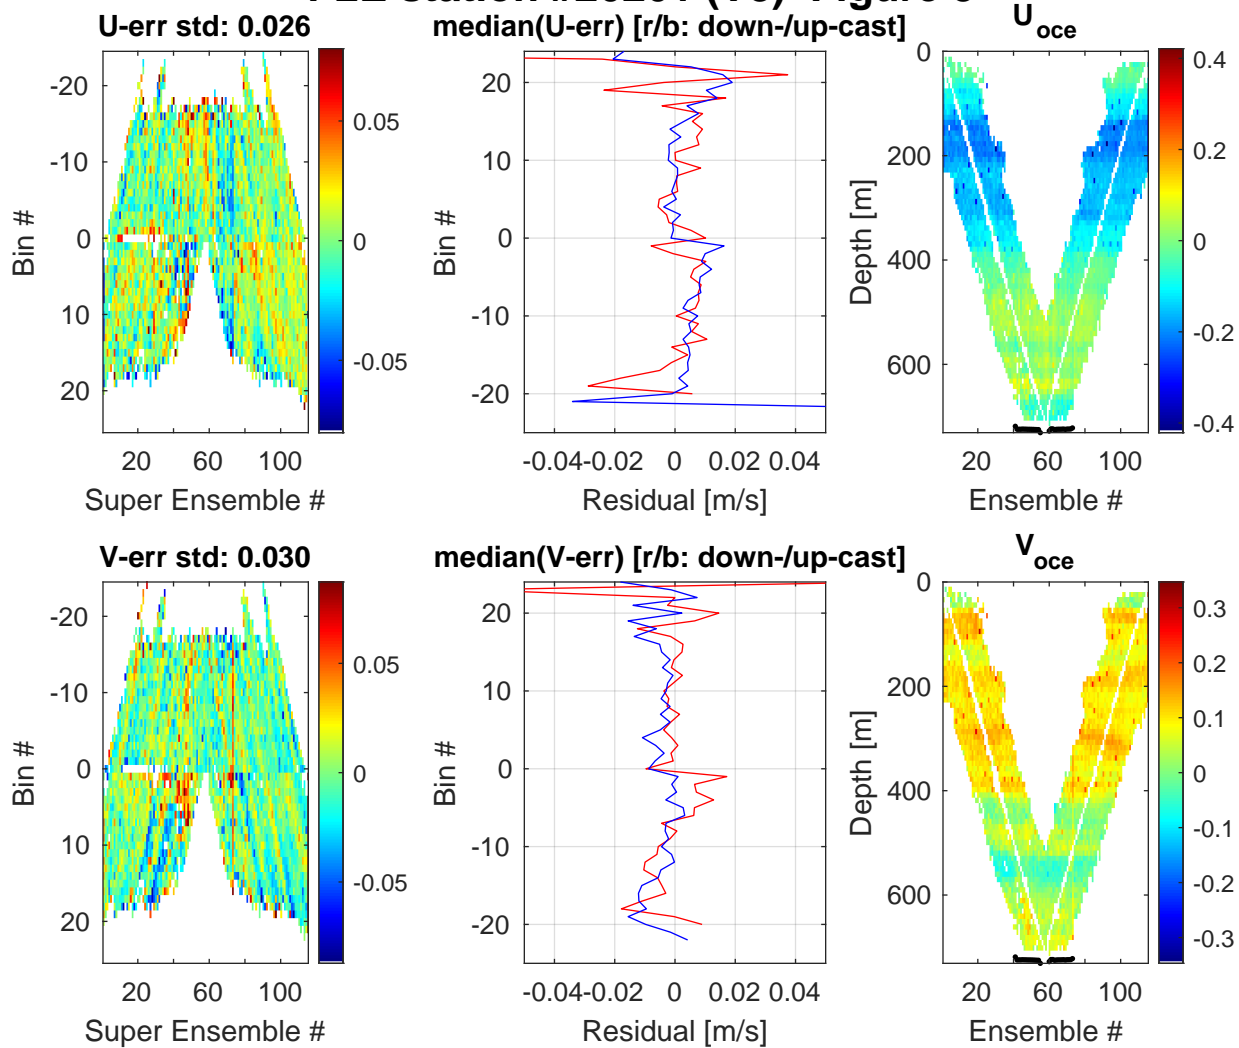 U-err std: 0.026
-20
-10
0
10
20
Bin #
20 60 100
Super Ensemble #
0.05
0
-0.05
median(U-err) [r/b: down-/up-cast]
20
10
0
-10
-20
Bin #
-0.04 -0.02 0 0.02 0.04
Residual [m/s]
U oce
0
200
400
600
Depth [m]
20 60 100
Ensemble #
0.4
0.2
0
-0.2
-0.4
V-err std: 0.030
-20
-10
0
10
20
Bin #
20 60 100
Super Ensemble #
0.05
0
-0.05
median(V-err) [r/b: down-/up-cast]
20
10
0
-10
-20
Bin #
-0.04 -0.02 0 0.02 0.04
Residual [m/s]
V oce
0
200
400
600
Depth [m]
20 60 100
Ensemble #
0.3
0.2
0.1
0
-0.1
-0.2
-0.3